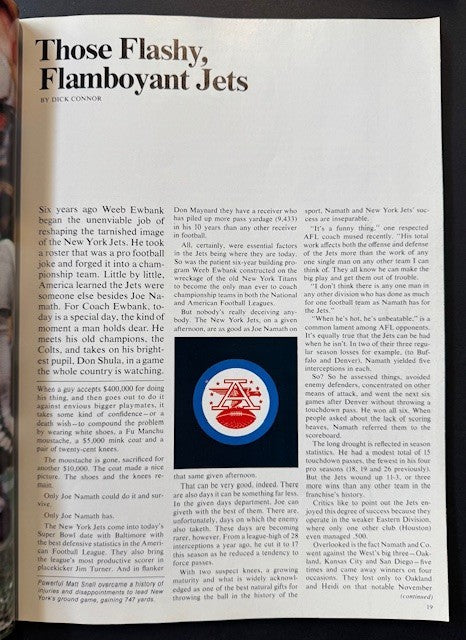 Those Flashy,
Flamboyant Jets
BY DICK CONNOR
Six years ago Weeb Ewbank
began the unenviable job of
reshaping the tarnished image
of the New York Jets. He took
a roster that was a pro football
joke and forged it into a cham-
pionship team. Little by little,
America learned the Jets were
someone else besides Joe Na-
math. For Coach Ewbank, to-
day is a special day, the kind of
moment a man holds dear. He
meets his old champions, the
Colts, and takes on his bright-
est pupil, Don Shula, in a game
the whole country is watching.
When a guy accepts $400,000 for doing
his thing, and then goes out to do it
against envious bigger playmates, it
takes some kind of confidence—or a
death wish—to compound the problem
by wearing white shoes, a Fu Manchu
moustache, a $5,000 mink coat and a
pair of twenty-cent knees.
The moustache is gone, sacrificed for
another $10,000. The coat made a nice
picture. The shoes and the knees re-
main.
Only Joe Namath could do it and sur-
vive.
Only Joe Namath has.
The New York Jets come into today's
Super Bowl date with Baltimore with
the best defensive statistics in the Ameri-
can Football League. They also bring
the league's most productive scorer in
placekicker Jim Turner. And in flanker
Powerful Matt Snell overcame a history of
injuries and disappointments to lead New
York's ground game, gaining 747 yards.
Don Maynard they have a receiver who
has piled up more pass yardage (9,433)
in his 10 years than any other receiver
in football.
All, certainly, were essential factors
in the Jets being where they are today.
So was the patient six-year building pro-
gram Weeb Ewbank constructed on the
wreckage of the old New York Titans
to become the only man ever to coach
championship teams in both the National
and American Football Leagues.
But nobody's really deceiving any-
body. The New York Jets, on a given
afternoon, are as good as Joe Namath on
A
that same given afternoon.
That can be very good, indeed. There
are also days it can be something far less.
In the given days department, Joe can
giveth with the best of them. There are,
unfortunately, days on which the enemy
also taketh. These days are becoming
rarer, however. From a league-high of 28
interceptions a year ago, he cut it to 17
this season as he reduced a tendency to
force passes.
With two suspect knees, a growing
maturity and what is widely acknowl-
edged as one of the best natural gifts for
throwing the ball in the history of the
sport, Namath and New York Jets' suc-
cess are inseparable.
"It's a funny thing," one respected
AFL coach mused recently. "His total
work affects both the offense and defense
of the Jets more than the work of any
one single man on any other team I can
think of. They all know he can make the
big play and get them out of trouble.
"I don't think there is any one man in
any other division who has done as much
for one football team as Namath has for
the Jets."
"When he's hot, he's unbeatable," is a
common lament among AFL opponents.
It's equally true that the Jets can be had
when he isn't. In two of their three regu-
lar season losses for example, (to Buf-
falo and Denver), Namath yielded five
interceptions in each.
So? So he assessed things, avoided
enemy defenders, concentrated on other
means of attack, and went the next six
games after Denver without throwing a
touchdown pass. He won all six. When
people asked about the lack of scoring
heaves, Namath referred them to the
scoreboard.
The long drought is reflected in season
statistics. He had a modest total of 15
touchdown passes, the fewest in his four
pro seasons (18, 19 and 26 previously).
But the Jets wound up 11-3, or three
more wins than any other team in the
franchise's history.
Critics like to point out the Jets en-
joyed this degree of success because they
operate in the weaker Eastern Division,
where only one other club (Houston)
even managed .500.
Overlooked is the fact Namath and Co.
went against the West's big three—Oak-
land, Kansas City and San Diego—five
times and came away winners on four
occasions. They lost only to Oakland
and Heidi on that notable November
(continued)
19